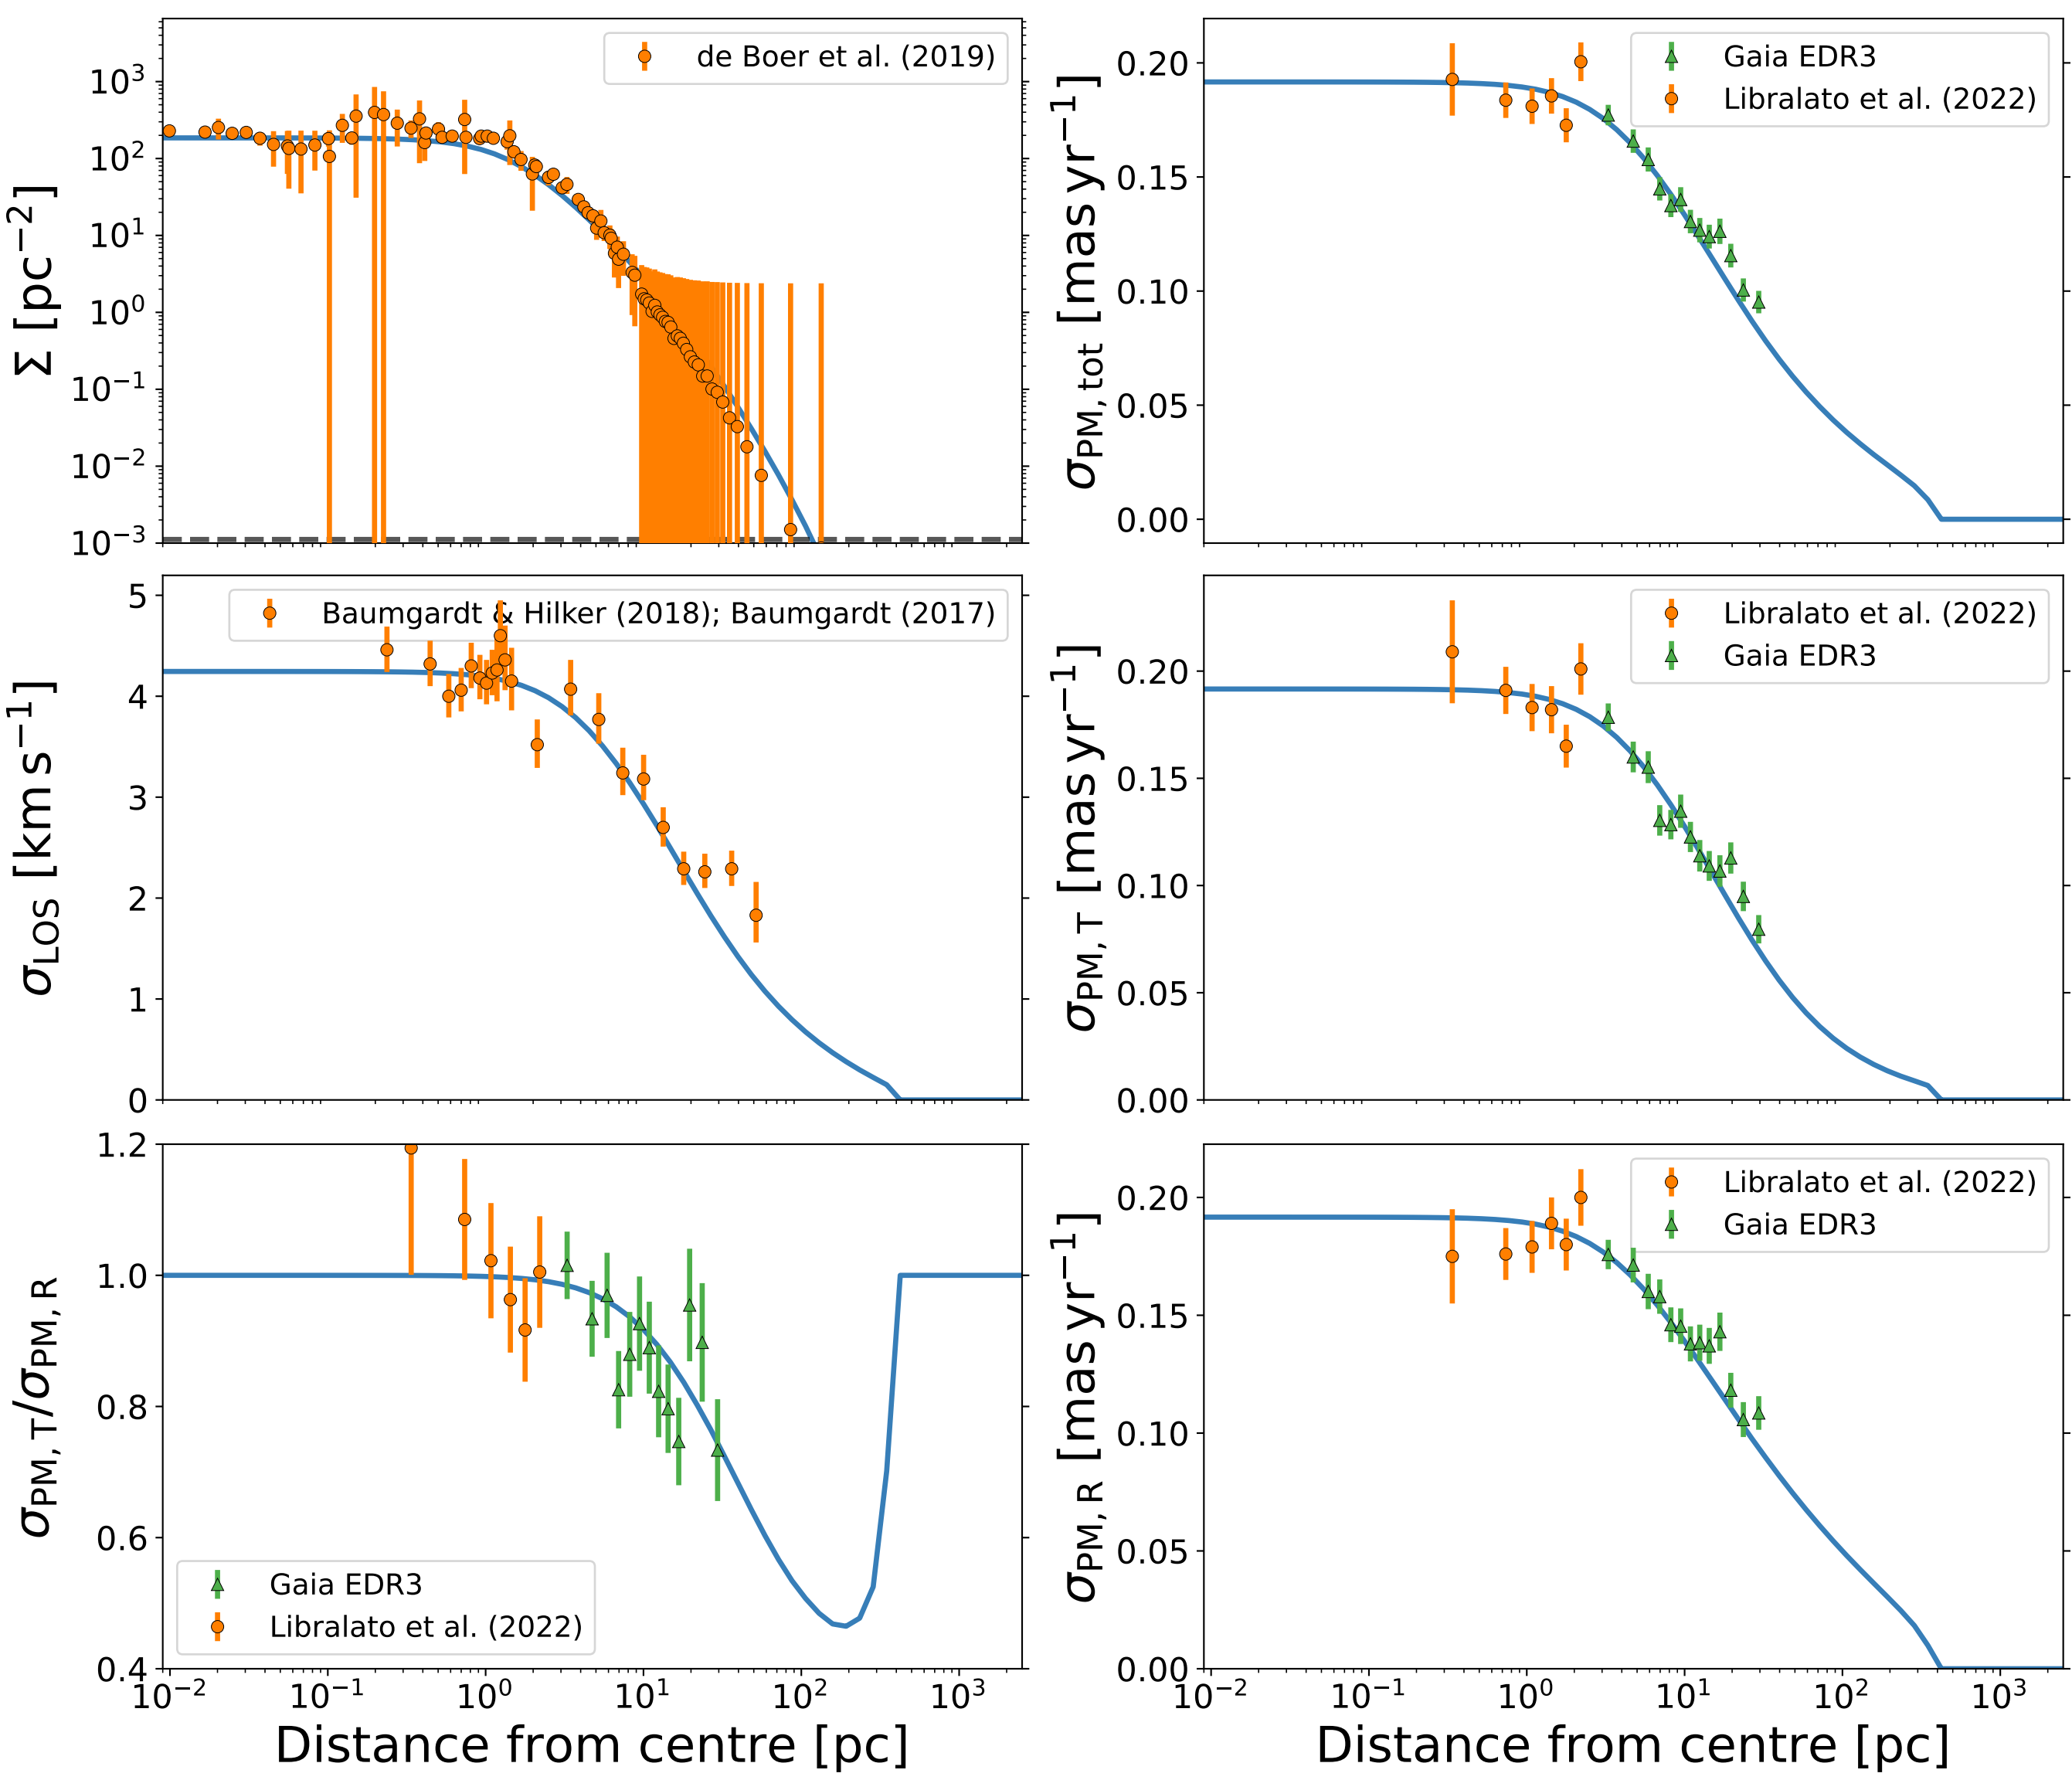 de Boer et al. (2019)
Σ [pc⁻²]
10³
10²
10¹
10⁰
10⁻¹
10⁻²
10⁻³
Gaia EDR3
Libralato et al. (2022)
σPM, tot [mas yr⁻¹]
0.20
0.15
0.10
0.05
0.00
Baumgardt & Hilker (2018); Baumgardt (2017)
σLOS [km s⁻¹]
5
4
3
2
1
0
Libralato et al. (2022)
Gaia EDR3
σPM, T [mas yr⁻¹]
0.20
0.15
0.10
0.05
0.00
σPM, T/σPM, R
1.2
1.0
0.8
0.6
0.4
Gaia EDR3
Libralato et al. (2022)
10⁻² 10⁻¹ 10⁰ 10¹ 10² 10³
Distance from centre [pc]
Libralato et al. (2022)
Gaia EDR3
σPM, R [mas yr⁻¹]
0.20
0.15
0.10
0.05
0.00
10⁻² 10⁻¹ 10⁰ 10¹ 10² 10³
Distance from centre [pc]